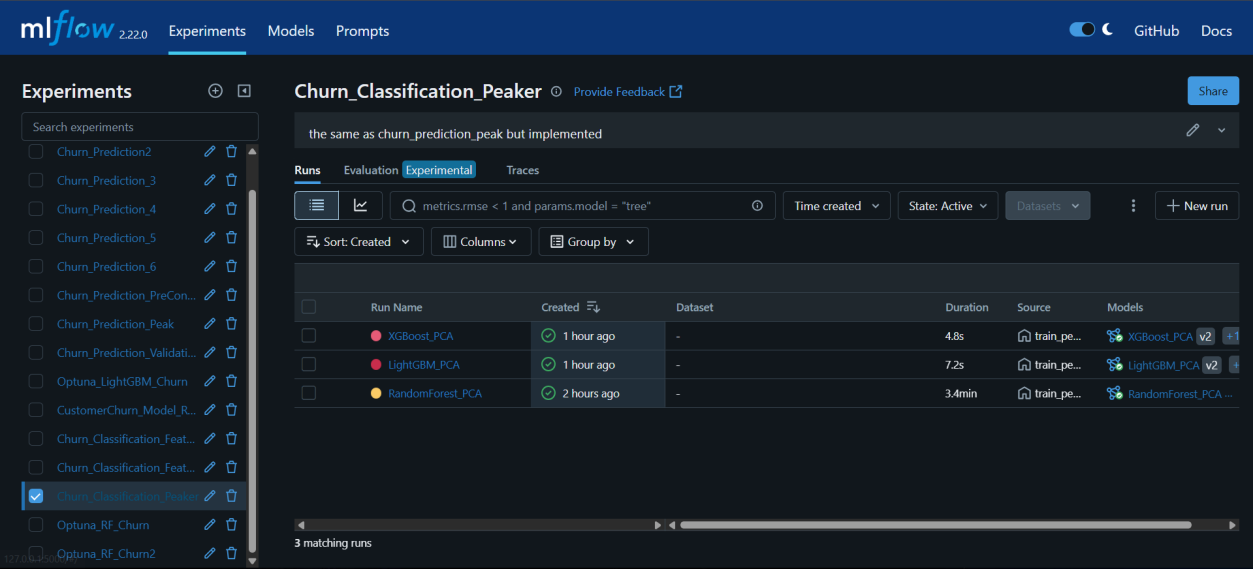 mlflow 2.22.0 Experiments Models Prompts GitHub Docs
Experiments
Search experiments
Churn_Prediction2
Churn_Prediction_3
Churn_Prediction_4
Churn_Prediction_5
Churn_Prediction_6
Churn_Prediction_PreCon...
Churn_Prediction_Peak
Churn_Prediction_Validati...
Optuna_LightGBM_Churn
CustomerChurn_Model_R...
Churn_Classification_Feat...
Churn_Classification_Feat...
Churn_Classification_Peaker
Optuna_RF_Churn
Optuna_RF_Churn2
Churn_Classification_Peaker Provide Feedback Share
the same as churn_prediction_peak but implemented
Runs Evaluation Experimental Traces
metrics.rmse < 1 and params.model = "tree" Time created State: Active Datasets New run
Sort: Created Columns Group by
Run Name Created Dataset Duration Source Models
XGBoost_PCA 1 hour ago - 4.8s train_pe... XGBoost_PCA v2 +1
LightGBM_PCA 1 hour ago - 7.2s train_pe... LightGBM_PCA v2 +
RandomForest_PCA 2 hours ago - 3.4min train_pe... RandomForest_PCA ...
3 matching runs